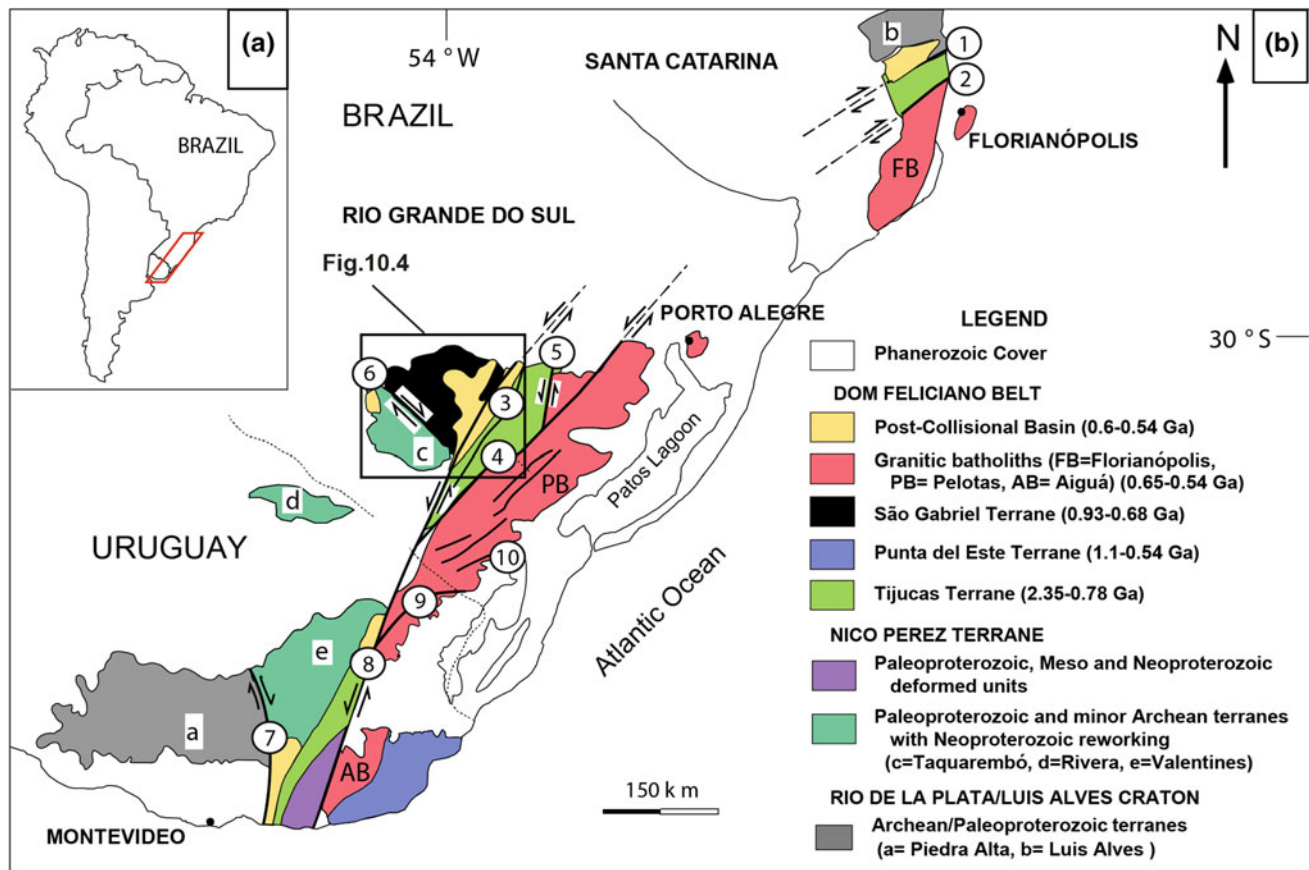 (a)
BRAZIL
54 ° W
SANTA CATARINA
b
1
N
(b)
2
BRAZIL
FLORIANÓPOLIS
FB
RIO GRANDE DO SUL
Fig.10.4
PORTO ALEGRE
30 ° S
6
5
3
c
4
PB
Patos Lagoon
d
URUGUAY
10
9
Atlantic Ocean
e
8
a
7
AB
150 k m
MONTEVIDEO
LEGEND
Phanerozoic Cover
DOM FELICIANO BELT
Post-Collisional Basin (0.6-0.54 Ga)
Granitic batholiths (FB=Florianópolis,
PB= Pelotas, AB= Aiguá) (0.65-0.54 Ga)
São Gabriel Terrane (0.93-0.68 Ga)
Punta del Este Terrane (1.1-0.54 Ga)
Tijucas Terrane (2.35-0.78 Ga)
NICO PEREZ TERRANE
Paleoproterozoic, Meso and Neoproterozoic
deformed units
Paleoproterozoic and minor Archean terranes
with Neoproterozoic reworking
(c=Taquarembó, d=Rivera, e=Valentines)
RIO DE LA PLATA/LUIS ALVES CRATON
Archean/Paleoproterozoic terranes
(a= Piedra Alta, b= Luis Alves )